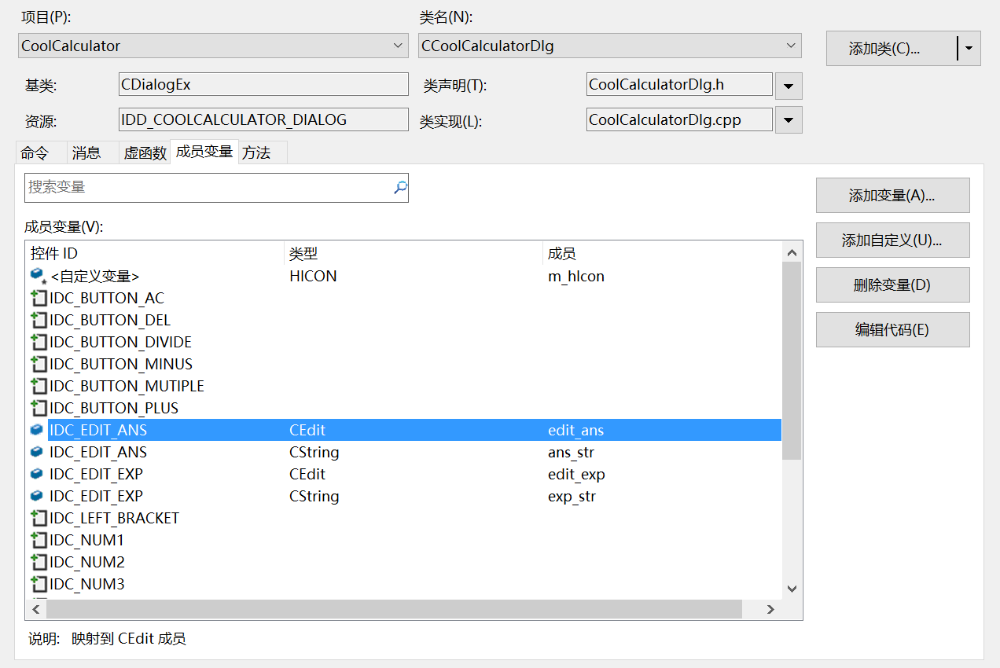 项目(P):
类名(N):
CoolCalculator
CCoolCalculatorDlg
添加类(C)...
基类:
CDialogEx
类声明(T):
CoolCalculatorDlg.h
资源:
IDD_COOLCALCULATOR_DIALOG
类实现(L):
CoolCalculatorDlg.cpp
命令 消息 虚函数 成员变量 方法
搜索变量
添加变量(A)...
成员变量(V):
添加自定义(U)...
控件 ID 类型 成员
<自定义变量> HICON m_hIcon
删除变量(D)
IDC_BUTTON_AC
IDC_BUTTON_DEL
编辑代码(E)
IDC_BUTTON_DIVIDE
IDC_BUTTON_MINUS
IDC_BUTTON_MUTIPLE
IDC_BUTTON_PLUS
IDC_EDIT_ANS CEdit edit_ans
IDC_EDIT_ANS CString ans_str
IDC_EDIT_EXP CEdit edit_exp
IDC_EDIT_EXP CString exp_str
IDC_LEFT_BRACKET
IDC_NUM1
IDC_NUM2
IDC_NUM3
说明: 映射到 CEdit 成员